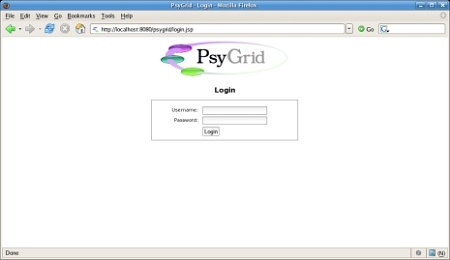 PsyGrid - Login - Mozilla Firefox
File Edit View Go Bookmarks Tools Help
http://localhost:8080/psygrid/login.jsp
Go
PsyGrid
Login
Username:
Password:
Login
Done
(N)